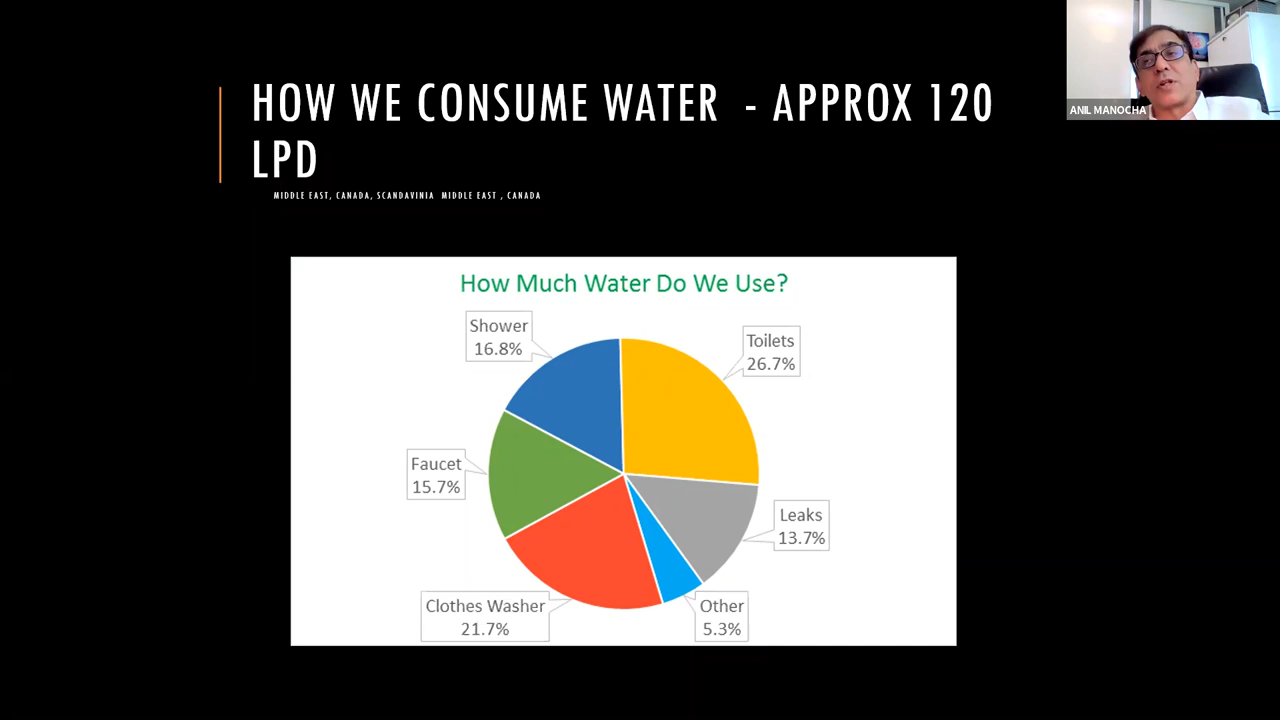 HOW WE CONSUME WATER - APPROX 120
LPD
MIDDLE EAST, CANADA, SCANDAVINIA MIDDLE EAST , CANADA
ANIL MANOCHA
How Much Water Do We Use?
Shower
16.8%
Toilets
26.7%
Faucet
15.7%
Leaks
13.7%
Clothes Washer
21.7%
Other
5.3%